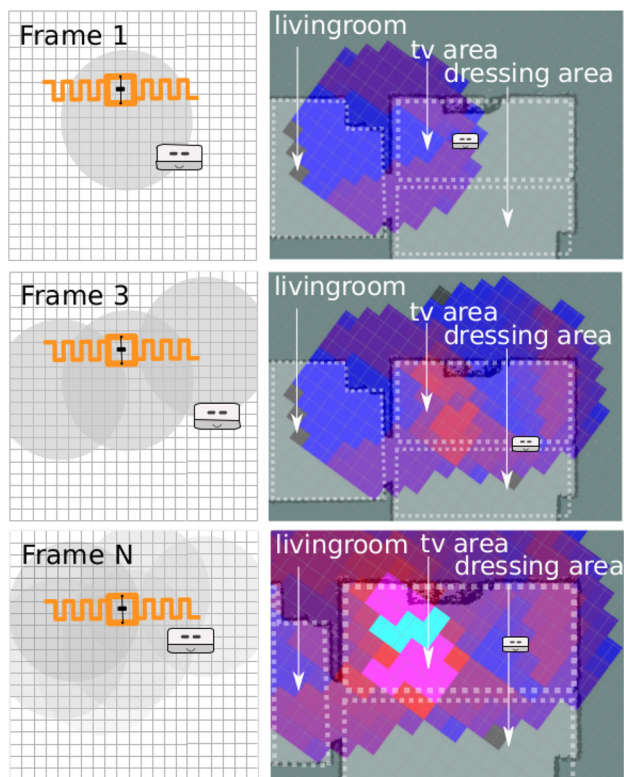 Frame 1
livingroom
tv area
dressing area
Frame 3
livingroom
tv area
dressing area
Frame N
livingroom tv area
dressing area